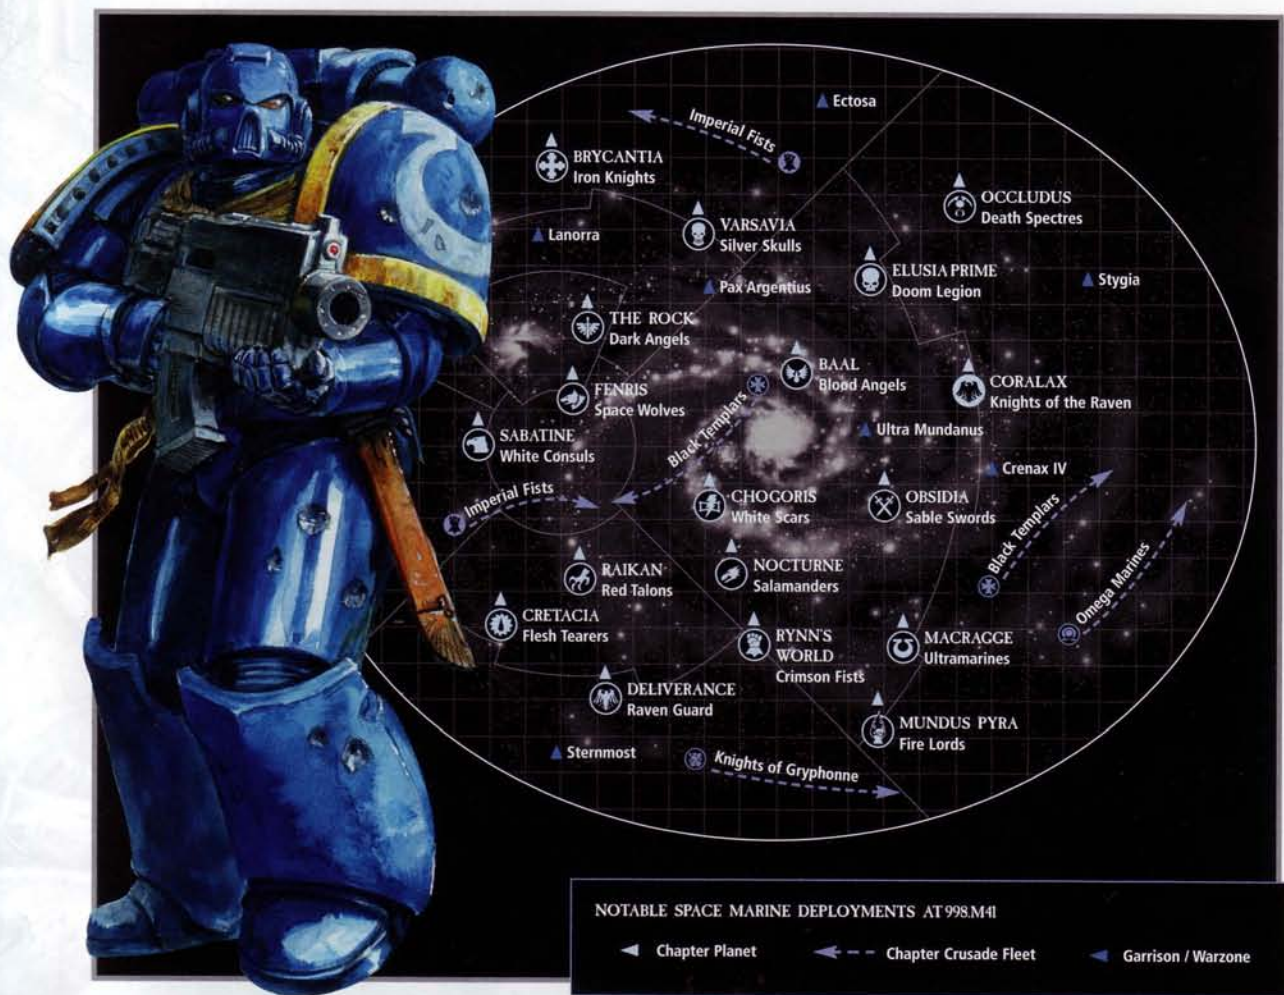 Ectosa
Imperial Fists
BRYCANTIA
Iron Knights
OCCLUDUS
Death Spectres
VARSAVIA
Silver Skulls
Lanorra
ELUSIA PRIME
Doom Legion
Stygia
Pax Argentius
THE ROCK
Dark Angels
BAAL
Blood Angels
CORALAX
Knights of the Raven
FENRIS
Space Wolves
Black Templars
Ultra Mundanus
SABATINE
White Consuls
Crenax IV
Imperial Fists
CHOGORIS
White Scars
OBSIDIA
Sable Swords
Black Templars
RAIKAN
Red Talons
NOCTURNE
Salamanders
Omega Marines
CRETACIA
Flesh Tearers
RYNN'S
WORLD
Crimson Fists
MACRAGGE
Ultramarines
DELIVERANCE
Raven Guard
MUNDUS PYRA
Fire Lords
Sternmost
Knights of Gryphonne
NOTABLE SPACE MARINE DEPLOYMENTS AT 998.M41
Chapter Planet
Chapter Crusade Fleet
Garrison / Warzone